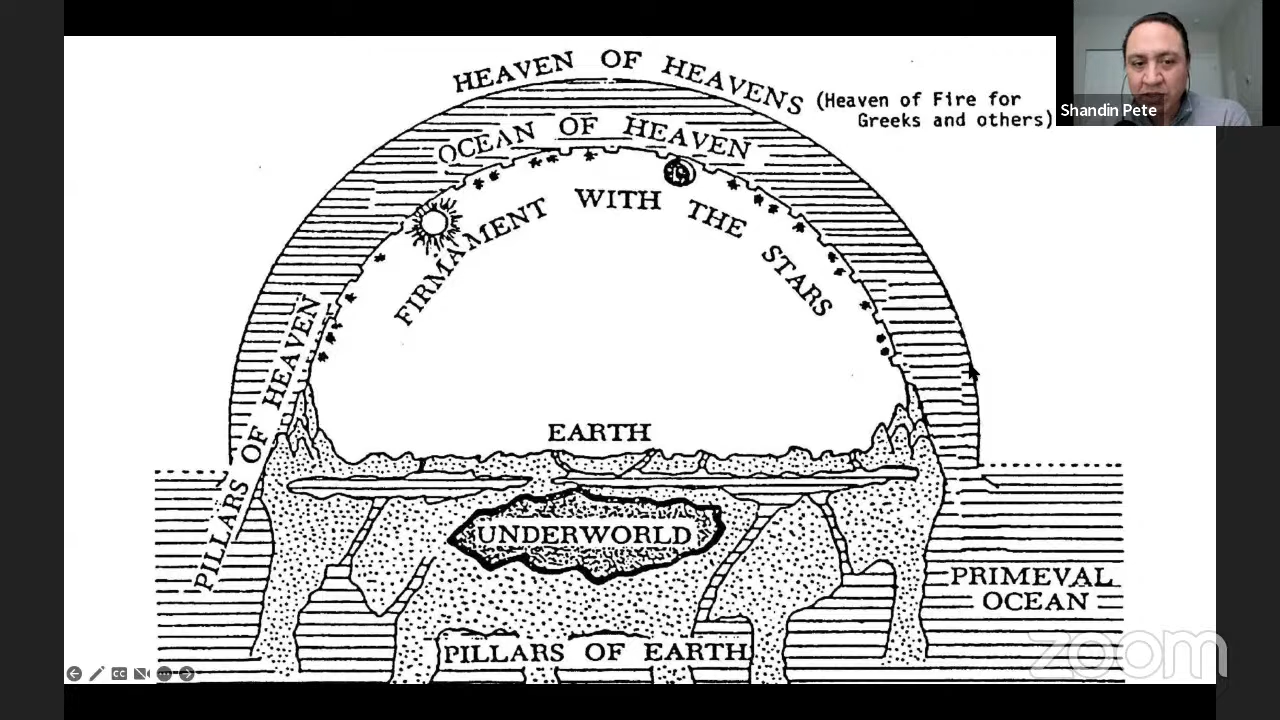 HEAVEN OF HEAVENS
(Heaven of Fire for
Greeks and others)
Shandin Pete
OCEAN OF HEAVEN
FIRMAMENT WITH THE STARS
PILLARS OF HEAVEN
EARTH
UNDERWORLD
PRIMEVAL
OCEAN
PILLARS OF EARTH
zoom
CC